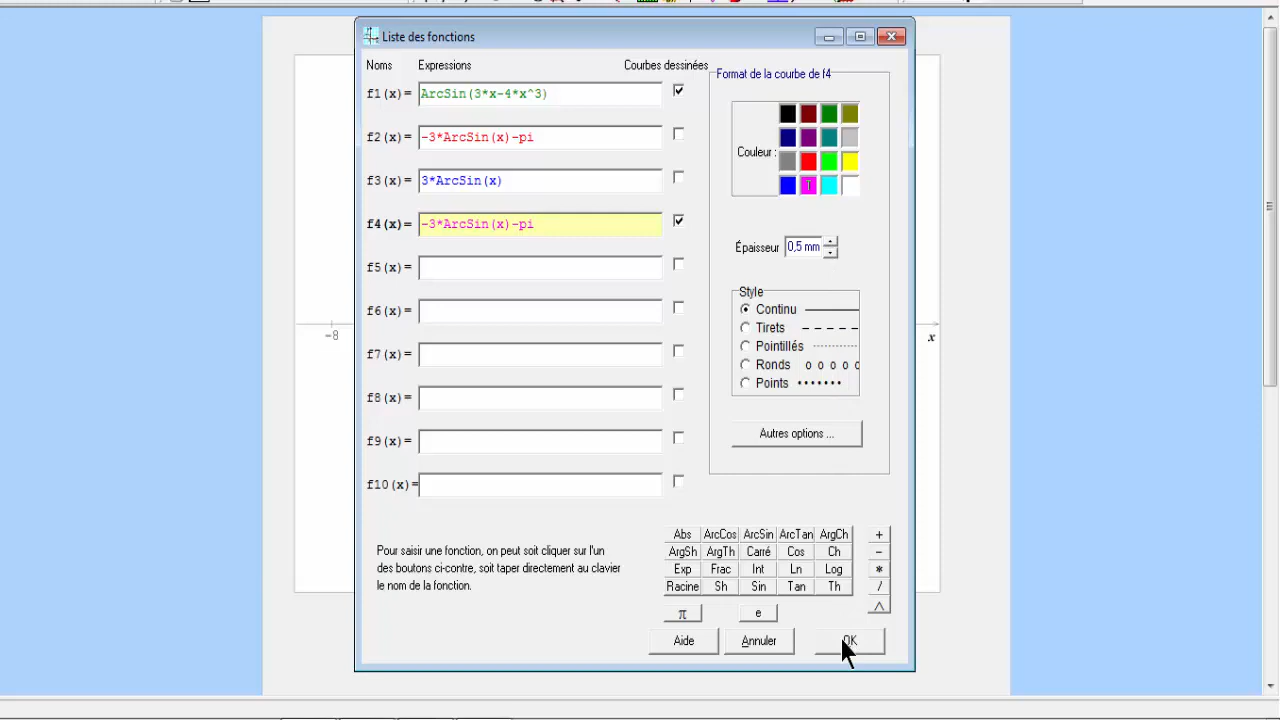 Liste des fonctions
Noms Expressions Courbes dessinées
f1(x)= ArcSin(3*x-4*x^3)
f2(x)= -3*ArcSin(x)-pi
f3(x)= 3*ArcSin(x)
f4(x)= -3*ArcSin(x)-pi
f5(x)=
f6(x)=
f7(x)=
f8(x)=
f9(x)=
f10(x)=
Format de la courbe de f4
Couleur :
T
Épaisseur 0,5 mm
Style
Continu
Tirets
Pointillés
Ronds
Points
Autres options ...
-8
x
Pour saisir une fonction, on peut soit cliquer sur l'un
des boutons ci-contre, soit taper directement au clavier
le nom de la fonction.
Abs ArcCos ArcSin ArcTan ArgCh +
ArgSh ArgTh Carré Cos Ch -
Exp Frac Int Ln Log *
Racine Sh Sin Tan Th /
π e ^
Aide Annuler OK